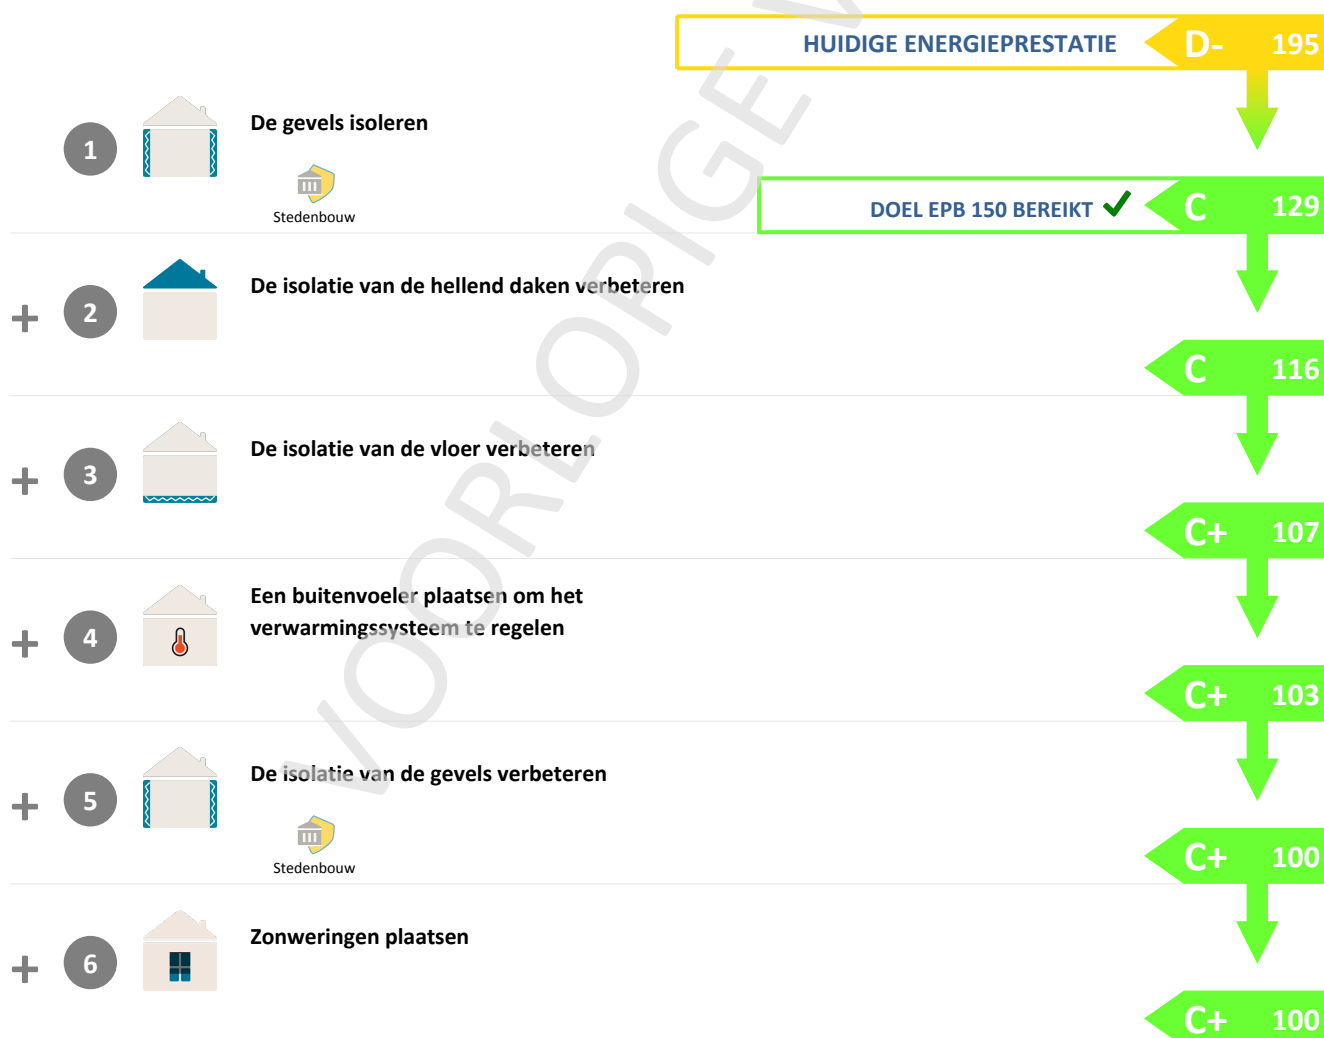 HUIDIGE ENERGIEPRESTATIE D- 195
1 De gevels isoleren
Stedenbouw
DOEL EPB 150 BEREIKT C 129
+ 2 De isolatie van de hellend daken verbeteren
C 116
+ 3 De isolatie van de vloer verbeteren
C+ 107
+ 4 Een buitenvoeler plaatsen om het
verwarmingssysteem te regelen
C+ 103
+ 5 De isolatie van de gevels verbeteren
Stedenbouw
C+ 100
+ 6 Zonweringen plaatsen
C+ 100
VOORLOPIGE V